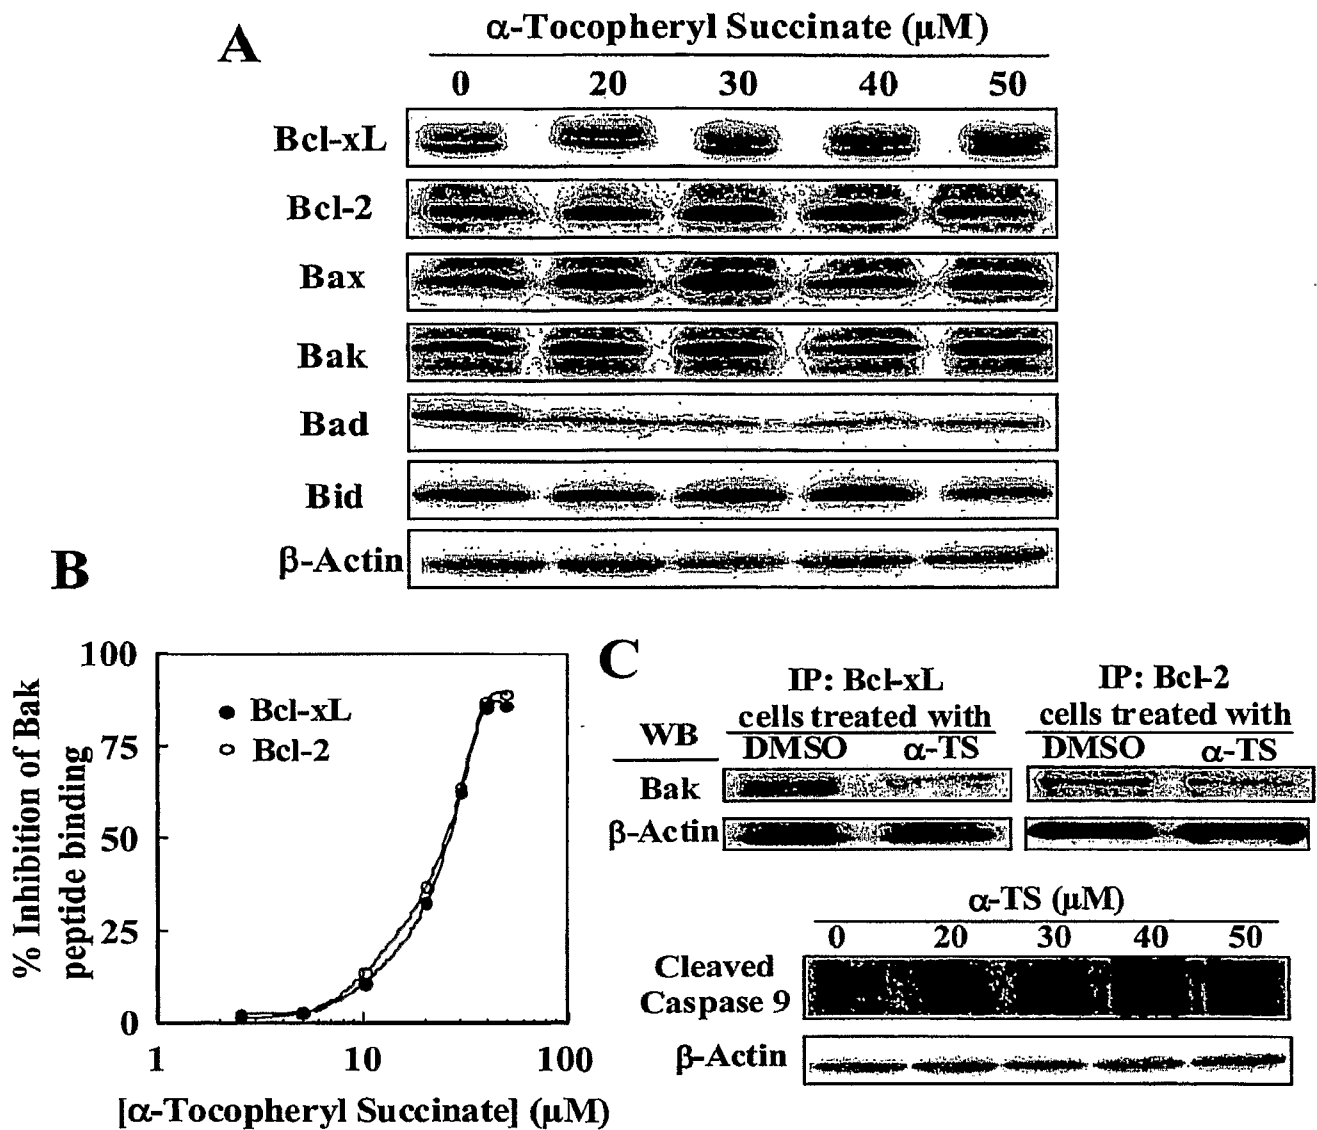 A
α-Tocopheryl Succinate (μM)
0 20 30 40 50
Bcl-xL
Bcl-2
Bax
Bak
Bad
Bid
β-Actin
B
% Inhibition of Bak
peptide binding
100
75
50
25
0
Bcl-xL
Bcl-2
1 10 100
[α-Tocopheryl Succinate] (μM)
C
IP: Bcl-xL
cells treated with
IP: Bcl-2
cells treated with
WB
DMSO α-TS DMSO α-TS
Bak
β-Actin
α-TS (μM)
0 20 30 40 50
Cleaved
Caspase 9
β-Actin